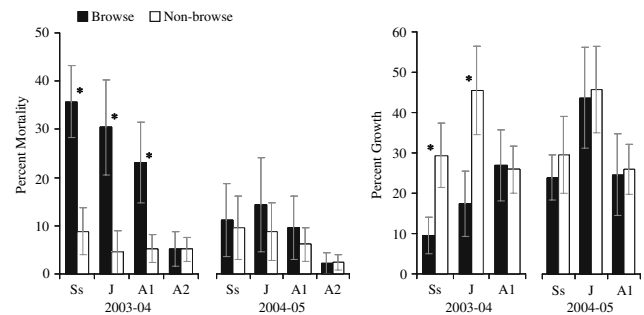 Browse Non-browse
50
40
30
20
10
0
Percent Mortality
* * *
Ss J A1 A2 Ss J A1 A2
2003-04 2004-05
60
50
40
30
20
10
0
Percent Growth
* *
Ss J A1 Ss J A1
2003-04 2004-05